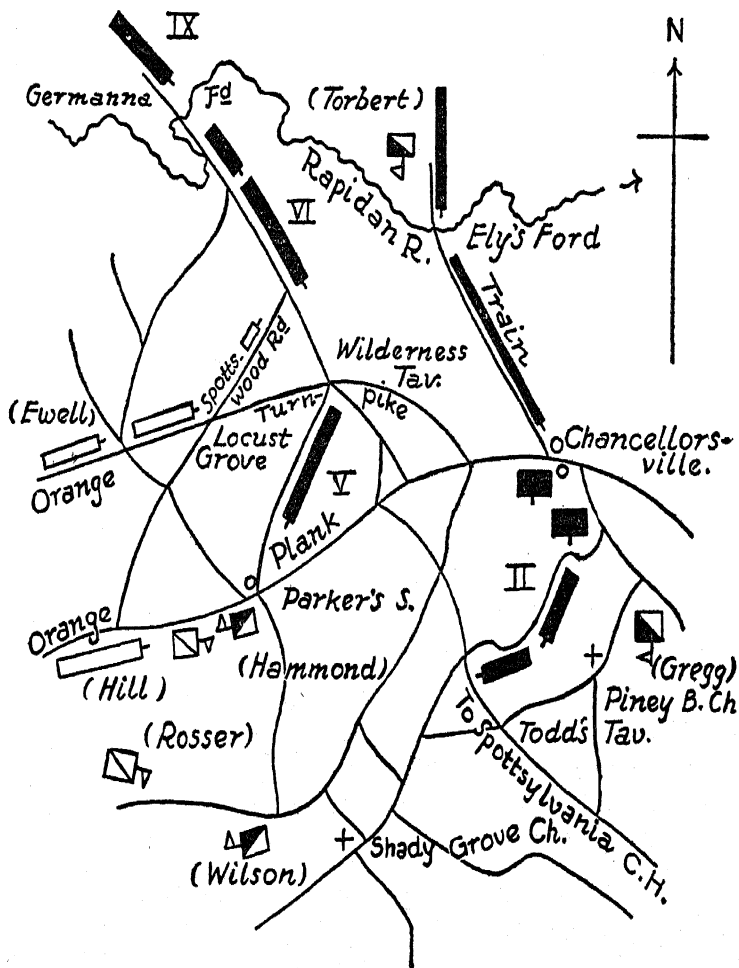 IX
N
Germanna
Fd
(Torbert)
Rapidan R.
VI
Ely's Ford
Train
Spotts-
wood Rd
Wilderness
Tav.
(Ewell)
Turn-
pike
Locust
Grove
Chancellors-
ville.
Orange
V
Plank
II
Parker's S.
Orange
(Hammond)
(Hill)
(Gregg)
Piney B. Ch
(Rosser)
Todd's Tav.
To Spottsylvania C.H.
Shady Grove Ch.
(Wilson)